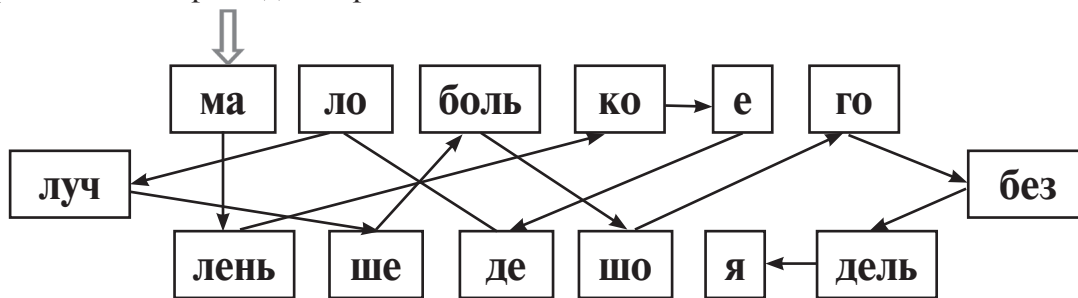 ма ло боль ко е го
луч без
лень ше де шо я дель